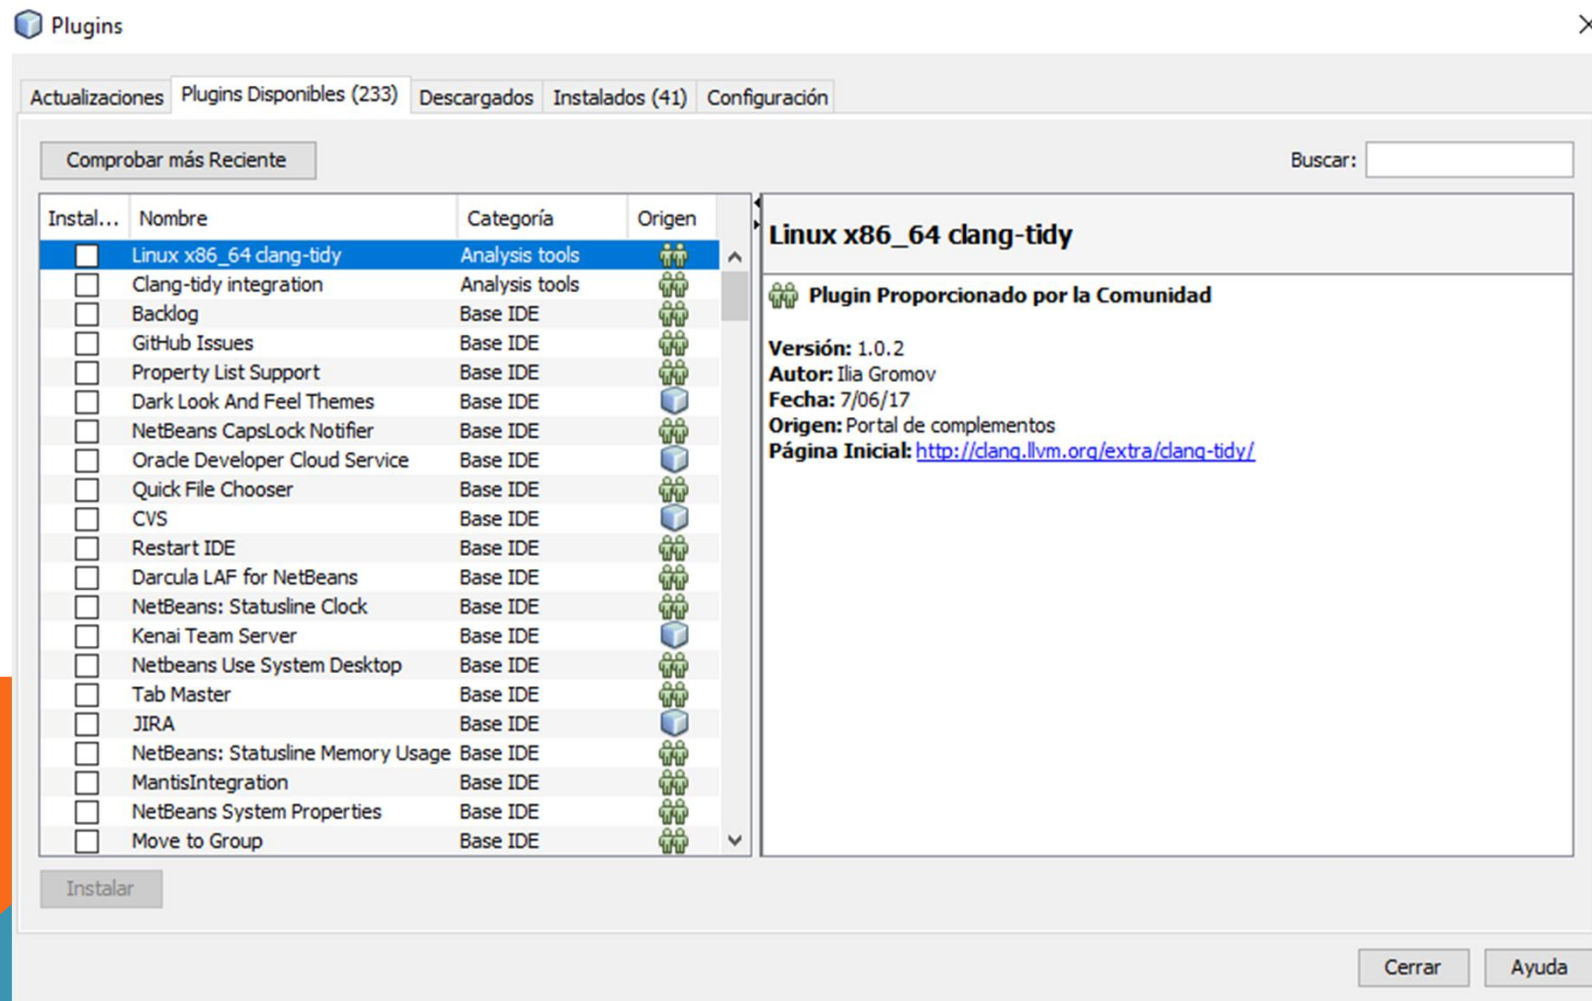 Plugins
Actualizaciones Plugins Disponibles (233) Descargados Instalados (41) Configuración
Comprobar más Reciente Buscar:
Instal... Nombre Categoría Origen
Linux x86_64 clang-tidy Analysis tools
Clang-tidy integration Analysis tools
Backlog Base IDE
GitHub Issues Base IDE
Property List Support Base IDE
Dark Look And Feel Themes Base IDE
NetBeans CapsLock Notifier Base IDE
Oracle Developer Cloud Service Base IDE
Quick File Chooser Base IDE
CVS Base IDE
Restart IDE Base IDE
Darcula LAF for NetBeans Base IDE
NetBeans: Statusline Clock Base IDE
Kenai Team Server Base IDE
Netbeans Use System Desktop Base IDE
Tab Master Base IDE
JIRA Base IDE
NetBeans: Statusline Memory Usage Base IDE
MantisIntegration Base IDE
NetBeans System Properties Base IDE
Move to Group Base IDE
Linux x86_64 clang-tidy
Plugin Proporcionado por la Comunidad
Versión: 1.0.2
Autor: Ilia Gromov
Fecha: 7/06/17
Origen: Portal de complementos
Página Inicial: http://clang.llvm.org/extra/clang-tidy/
Instalar
Cerrar Ayuda